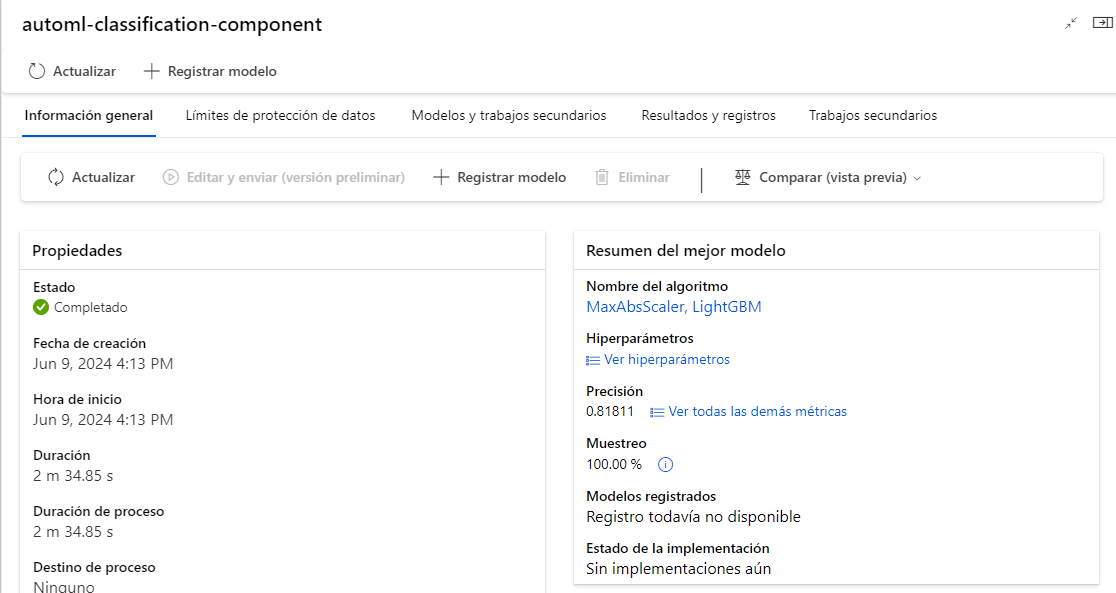 automl-classification-component
Actualizar
Registrar modelo
Información general
Límites de protección de datos
Modelos y trabajos secundarios
Resultados y registros
Trabajos secundarios
Actualizar
Editar y enviar (versión preliminar)
Registrar modelo
Eliminar
Comparar (vista previa)
Propiedades
Estado
Completado
Fecha de creación
Jun 9, 2024 4:13 PM
Hora de inicio
Jun 9, 2024 4:13 PM
Duración
2 m 34.85 s
Duración de proceso
2 m 34.85 s
Destino de proceso
Ninguno
Resumen del mejor modelo
Nombre del algoritmo
MaxAbsScaler, LightGBM
Hiperparámetros
Ver hiperparámetros
Precisión
0.81811 Ver todas las demás métricas
Muestreo
100.00 %
Modelos registrados
Registro todavía no disponible
Estado de la implementación
Sin implementaciones aún